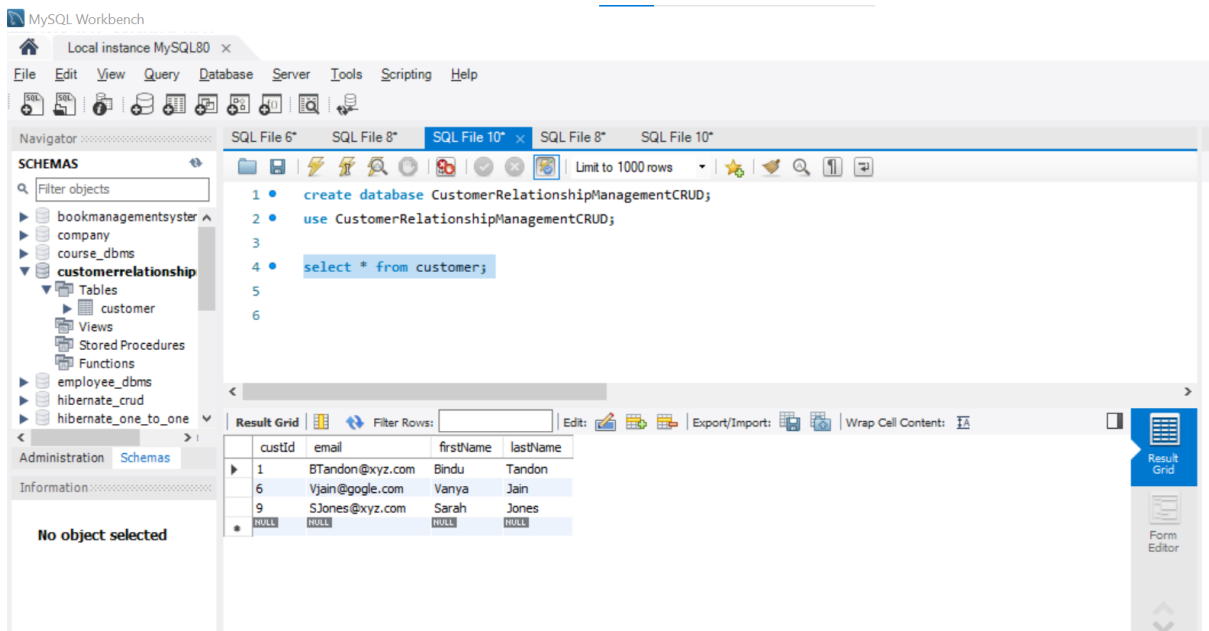 MySQL Workbench
Local instance MySQL80
File Edit View Query Database Server Tools Scripting Help
Navigator
SCHEMAS
Filter objects
bookmanagementsyster
company
course_dbms
customerrelationship
Tables
customer
Views
Stored Procedures
Functions
employee_dbms
hibernate_crud
hibernate_one_to_one
Administration Schemas
Information
No object selected
SQL File 6* SQL File 8* SQL File 10* SQL File 8* SQL File 10*
Limit to 1000 rows
1 create database CustomerRelationshipManagementCRUD;
2 use CustomerRelationshipManagementCRUD;
3
4 select * from customer;
5
6
Result Grid Filter Rows: Edit: Export/Import: Wrap Cell Content:
custId email firstName lastName
1 BTandon@xyz.com Bindu Tandon
6 Vjain@gogle.com Vanya Jain
9 SJones@xyz.com Sarah Jones
NULL NULL NULL NULL
Result
Grid
Form
Editor